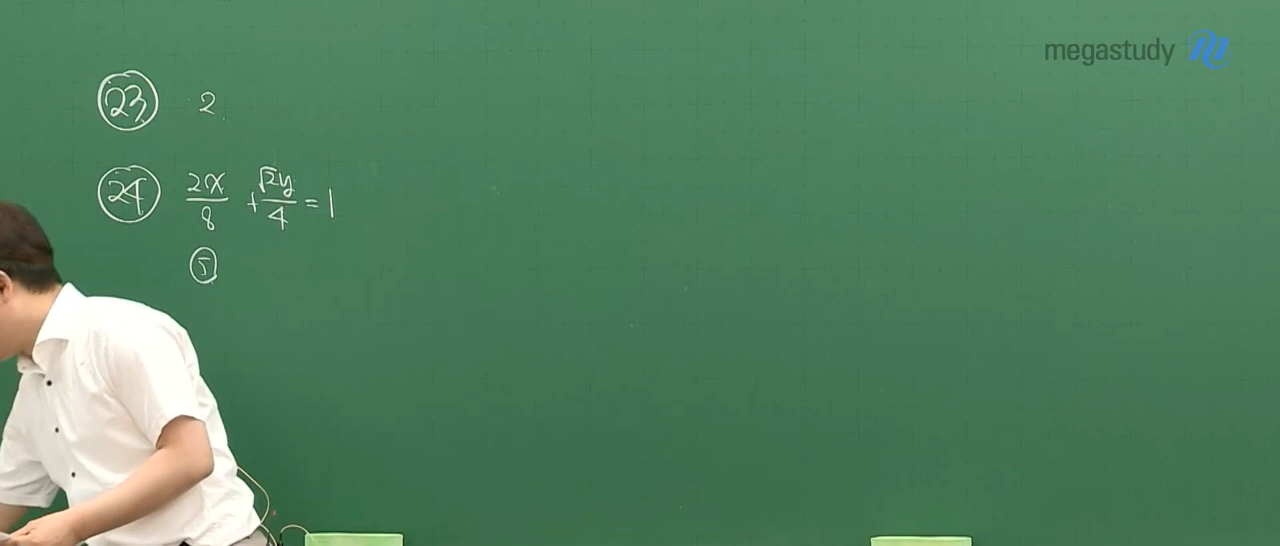 megastudy
㉓ 2
㉔ 2x/8 + √2y/4 = 1
⑤